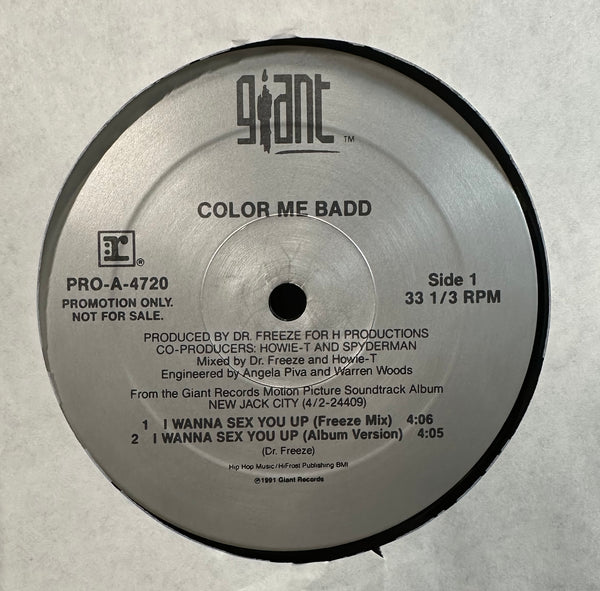 giant TM
COLOR ME BADD
r ®
PRO-A-4720
PROMOTION ONLY.
NOT FOR SALE.
Side 1
33 1/3 RPM
PRODUCED BY DR. FREEZE FOR H PRODUCTIONS
CO-PRODUCERS: HOWIE-T AND SPYDERMAN
Mixed by Dr. Freeze and Howie-T
Engineered by Angela Piva and Warren Woods
From the Giant Records Motion Picture Soundtrack Album
NEW JACK CITY (4/2-24409)
1 I WANNA SEX YOU UP (Freeze Mix) 4:06
2 I WANNA SEX YOU UP (Album Version) 4:05
(Dr. Freeze)
Hip Hop Music/HiFrost Publishing BMI
℗1991 Giant Records